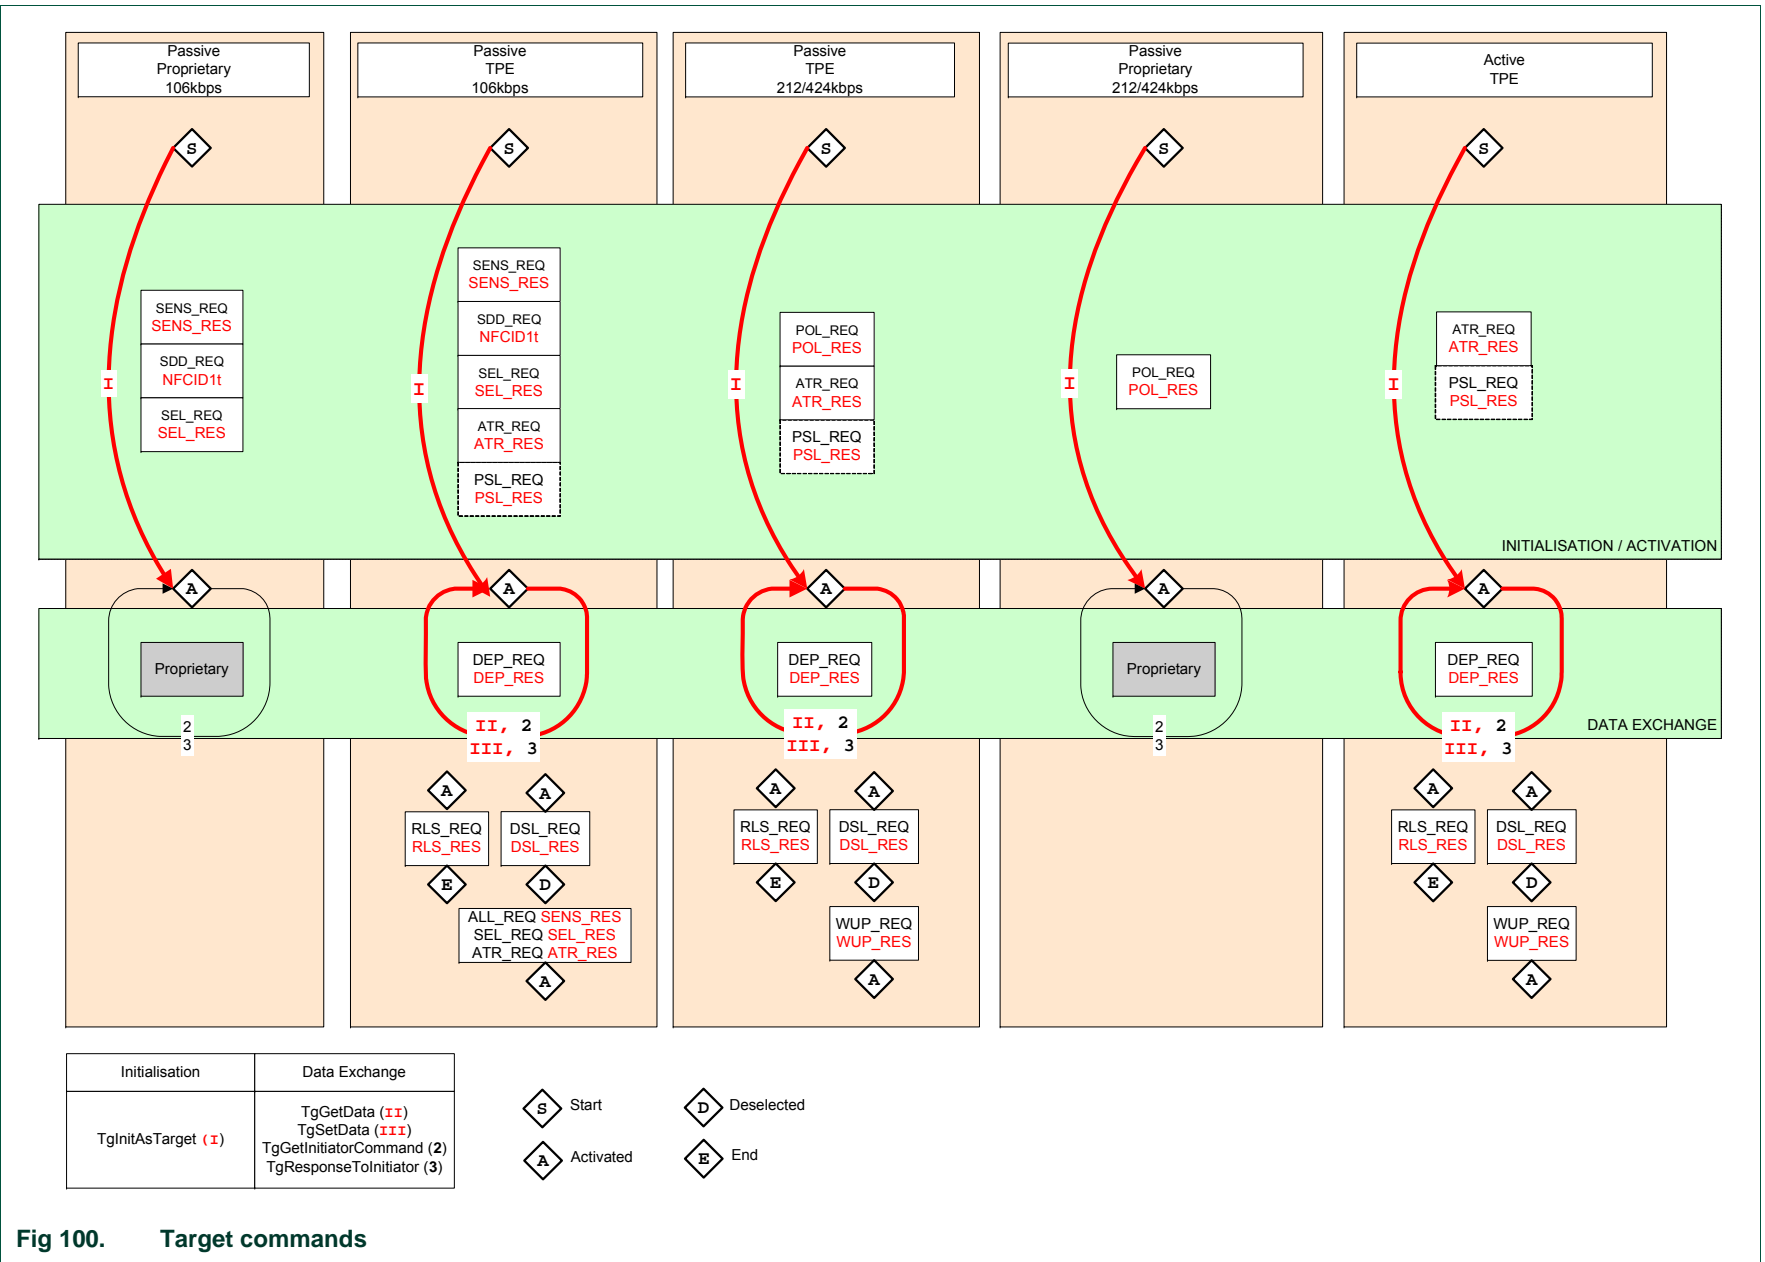 Passive
Proprietary
106kbps
Passive
TPE
106kbps
Passive
TPE
212/424kbps
Passive
Proprietary
212/424kbps
Active
TPE
S
S
S
S
S
SENS_REQ
SENS_RES
SDD_REQ
NFCID1t
SEL_REQ
SEL_RES
I
SENS_REQ
SENS_RES
SDD_REQ
NFCID1t
SEL_REQ
SEL_RES
ATR_REQ
ATR_RES
PSL_REQ
PSL_RES
I
POL_REQ
POL_RES
ATR_REQ
ATR_RES
PSL_REQ
PSL_RES
I
POL_REQ
POL_RES
I
ATR_REQ
ATR_RES
PSL_REQ
PSL_RES
I
INITIALISATION / ACTIVATION
A
A
A
A
A
Proprietary
2
3
DEP_REQ
DEP_RES
II, 2
III, 3
DEP_REQ
DEP_RES
II, 2
III, 3
Proprietary
2
3
DEP_REQ
DEP_RES
II, 2
III, 3
DATA EXCHANGE
A
RLS_REQ
RLS_RES
E
A
DSL_REQ
DSL_RES
D
ALL_REQ SENS_RES
SEL_REQ SEL_RES
ATR_REQ ATR_RES
A
A
RLS_REQ
RLS_RES
E
A
DSL_REQ
DSL_RES
D
WUP_REQ
WUP_RES
A
A
RLS_REQ
RLS_RES
E
A
DSL_REQ
DSL_RES
D
WUP_REQ
WUP_RES
A
Initialisation
Data Exchange
TgInitAsTarget (I)
TgGetData (II)
TgSetData (III)
TgGetInitiatorCommand (2)
TgResponseToInitiator (3)
S Start
A Activated
D Deselected
E End
Fig 100. Target commands